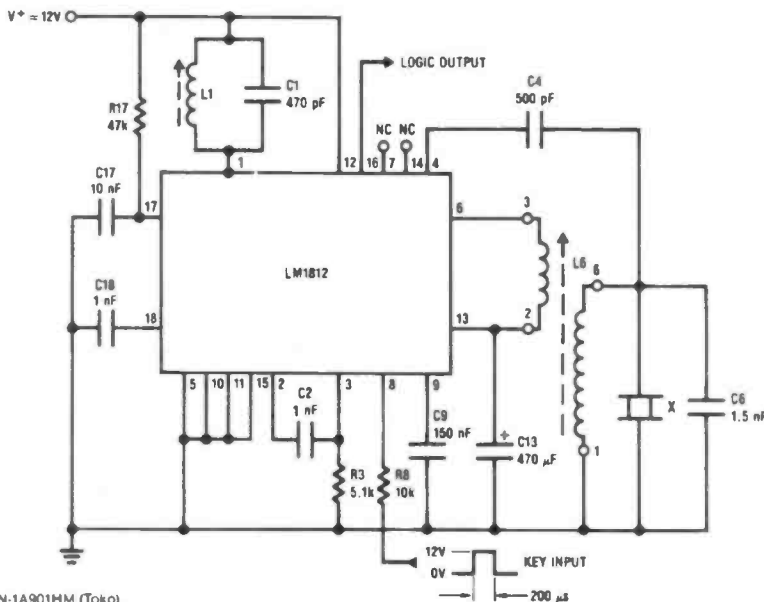 V+ = 12V
LOGIC OUTPUT
C4
500 pF
L1
C1
470 pF
R17
47k
NC NC
1
12 16 7 14 4
C17
10 nF
17
6
3
LM1812
L6
6
C18
1 nF
18
13
2
5 10 11 15 2 3 8 9
C2
1 nF
C9
150 nF
+
C13
470 µF
X
C6
1.5 nF
1
R3
5.1k
R8
10k
12V
0V
KEY INPUT
200 µs
N-1A901HM (Toko)